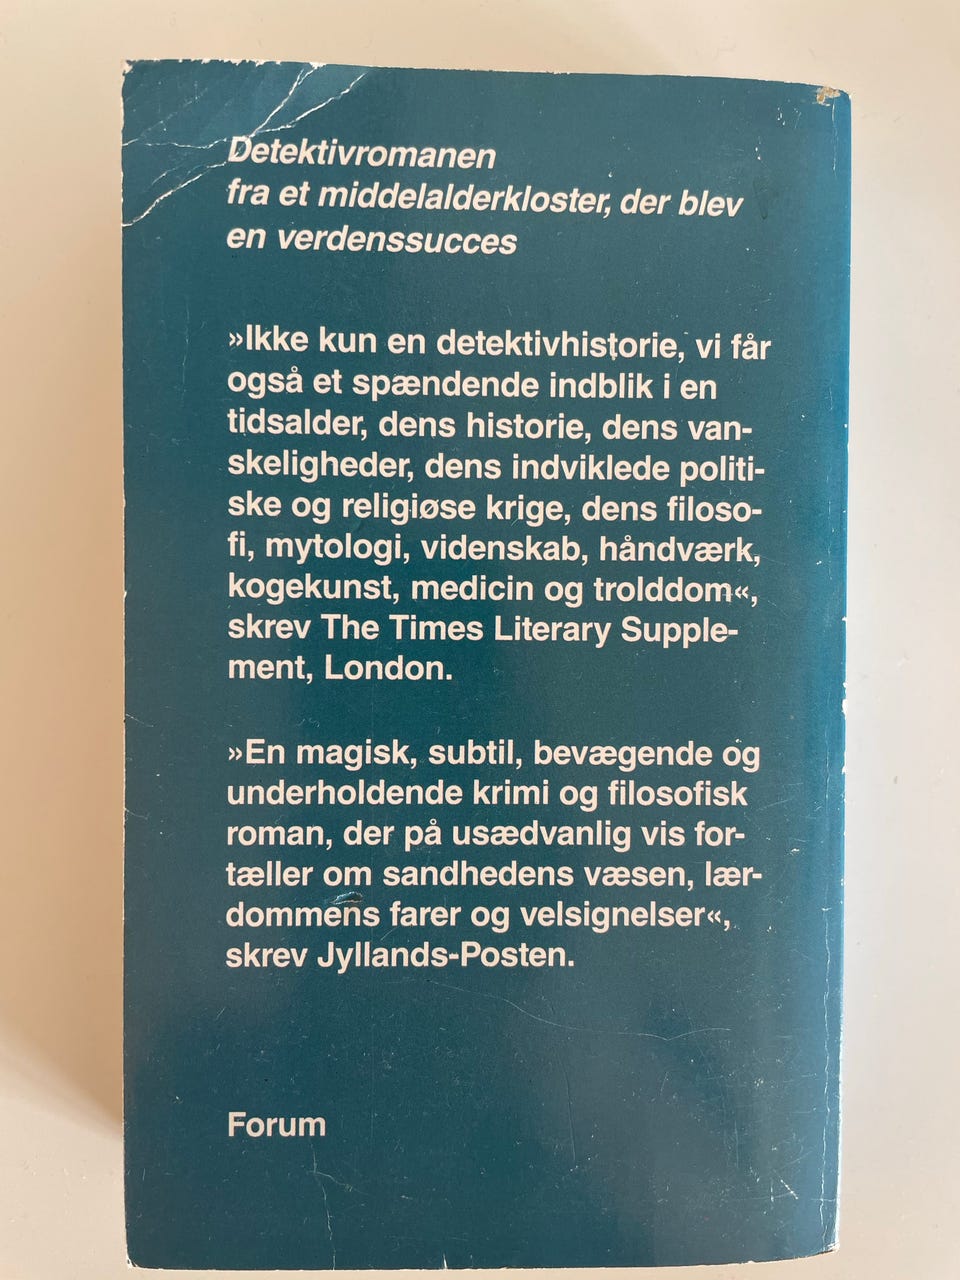 Detektivromanen
fra et middelalderkloster, der blev
en verdenssucces
»Ikke kun en detektivhistorie, vi får
også et spændende indblik i en
tidsalder, dens historie, dens van-
skeligheder, dens indviklede politi-
ske og religiøse krige, dens filoso-
fi, mytologi, videnskab, håndværk,
kogekunst, medicin og trolddom«,
skrev The Times Literary Supple-
ment, London.
»En magisk, subtil, bevægende og
underholdende krimi og filosofisk
roman, der på usædvanlig vis for-
tæller om sandhedens væsen, lær-
dommens farer og velsignelser«,
skrev Jyllands-Posten.
Forum